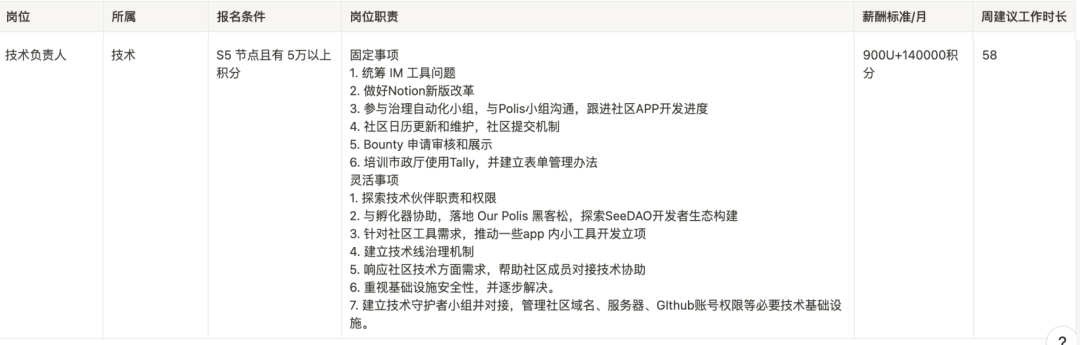 岗位 所属 报名条件 岗位职责 薪酬标准/月 周建议工作时长
技术负责人 技术 S5 节点且有 5万以上积分 固定事项 900U+140000积分 58
1. 统筹 IM 工具问题
2. 做好Notion新版改革
3. 参与治理自动化小组，与Polis小组沟通，跟进社区APP开发进度
4. 社区日历更新和维护，社区提交机制
5. Bounty 申请审核和展示
6. 培训市政厅使用Tally，并建立表单管理办法
灵活事项
1. 探索技术伙伴职责和权限
2. 与孵化器协助，落地 Our Polis 黑客松，探索SeeDAO开发者生态构建
3. 针对社区工具需求，推动一些app 内小工具开发立项
4. 建立技术线治理机制
5. 响应社区技术方面需求，帮助社区成员对接技术协助
6. 重视基础设施安全性，并逐步解决。
7. 建立技术守护者小组并对接，管理社区域名、服务器、GIthub账号权限等必要技术基础设
施。
?